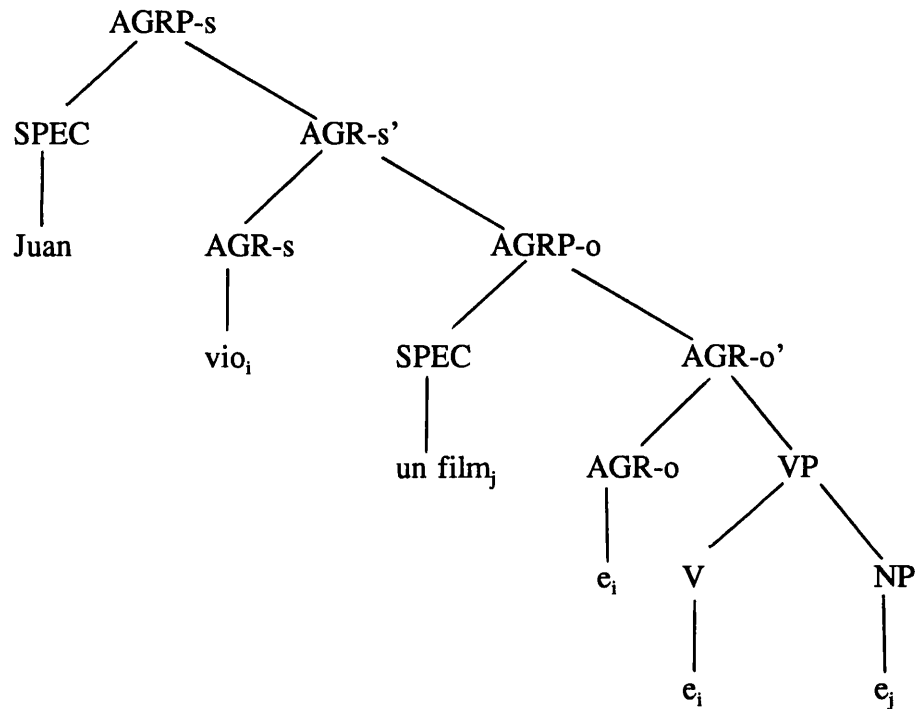 AGRP-s
SPEC AGR-s’
Juan AGR-s AGRP-o
vioᵢ SPEC AGR-o’
un filmⱼ AGR-o VP
eᵢ V NP
eᵢ eⱼ